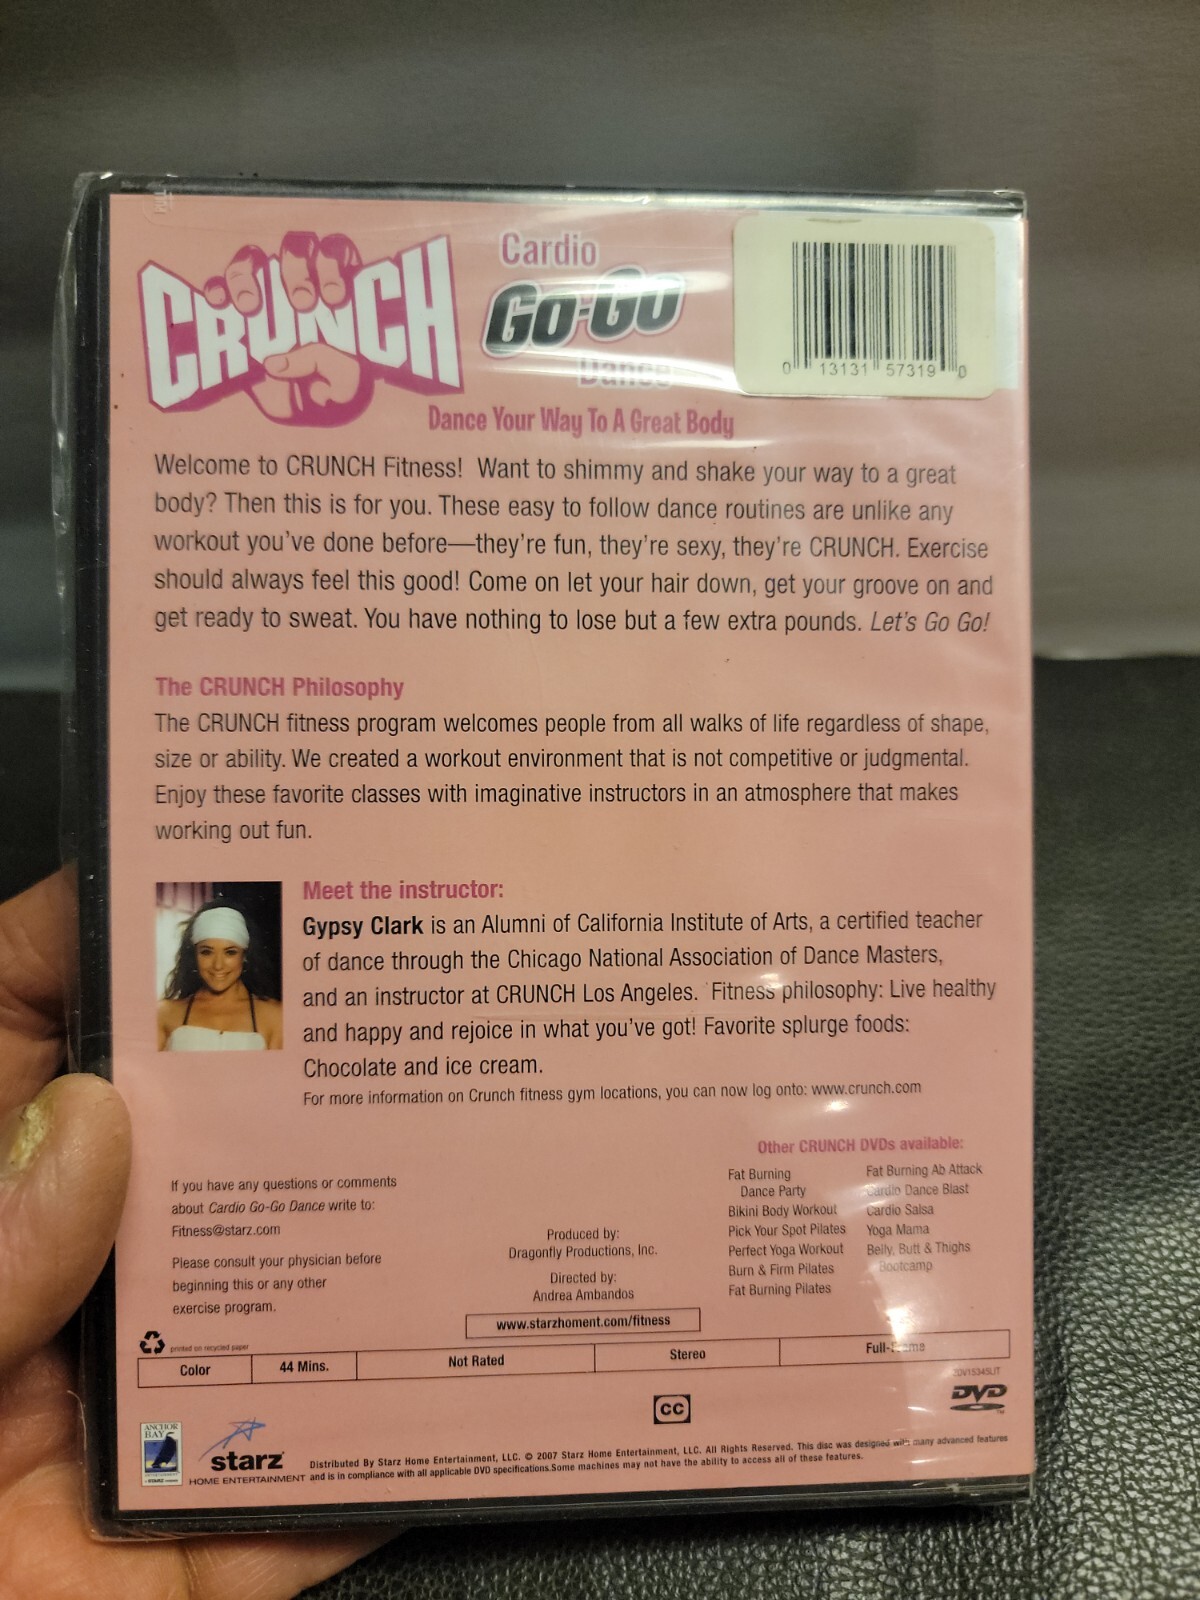 CRUNCH
Cardio
Go-Go
Dance
0 13131 57319 0
Dance Your Way To A Great Body
Welcome to CRUNCH Fitness! Want to shimmy and shake your way to a great
body? Then this is for you. These easy to follow dance routines are unlike any
workout you've done before—they're fun, they're sexy, they're CRUNCH. Exercise
should always feel this good! Come on let your hair down, get your groove on and
get ready to sweat. You have nothing to lose but a few extra pounds. Let's Go Go!
The CRUNCH Philosophy
The CRUNCH fitness program welcomes people from all walks of life regardless of shape,
size or ability. We created a workout environment that is not competitive or judgmental.
Enjoy these favorite classes with imaginative instructors in an atmosphere that makes
working out fun.
Meet the instructor:
Gypsy Clark is an Alumni of California Institute of Arts, a certified teacher
of dance through the Chicago National Association of Dance Masters,
and an instructor at CRUNCH Los Angeles. Fitness philosophy: Live healthy
and happy and rejoice in what you've got! Favorite splurge foods:
Chocolate and ice cream.
For more information on Crunch fitness gym locations, you can now log onto: www.crunch.com
If you have any questions or comments
about Cardio Go-Go Dance write to:
Fitness@starz.com
Please consult your physician before
beginning this or any other
exercise program.
Produced by:
Dragonfly Productions, Inc.
Directed by:
Andrea Ambandos
Other CRUNCH DVDs available:
Fat Burning
Dance Party
Bikini Body Workout
Pick Your Spot Pilates
Perfect Yoga Workout
Burn & Firm Pilates
Fat Burning Pilates
Fat Burning Ab Attack
Cardio Dance Blast
Cardio Salsa
Yoga Mama
Belly, Butt & Thighs
Bootcamp
www.starzhoment.com/fitness
printed on recycled paper
Color 44 Mins. Not Rated Stereo Full-Frame
CC
DVD
ANCHOR
BAY
starz
HOME ENTERTAINMENT
Distributed By Starz Home Entertainment, LLC. © 2007 Starz Home Entertainment, LLC. All Rights Reserved. This disc was designed with many advanced features
and is in compliance with all applicable DVD specifications.Some machines may not have the ability to access all of these features.